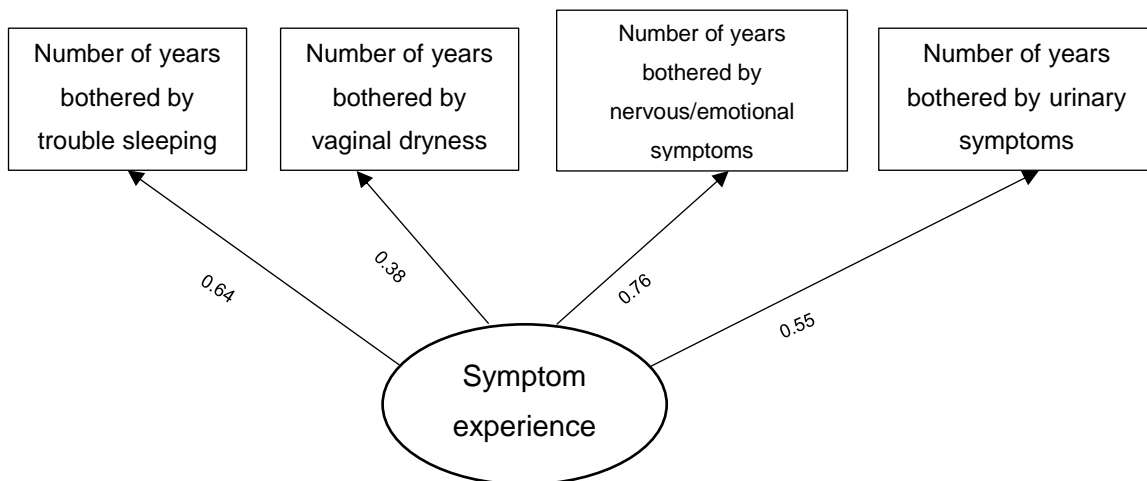 Number of years
bothered by
trouble sleeping
Number of years
bothered by
vaginal dryness
Number of years
bothered by
nervous/emotional
symptoms
Number of years
bothered by urinary
symptoms
0.64
0.38
0.76
0.55
Symptom
experience